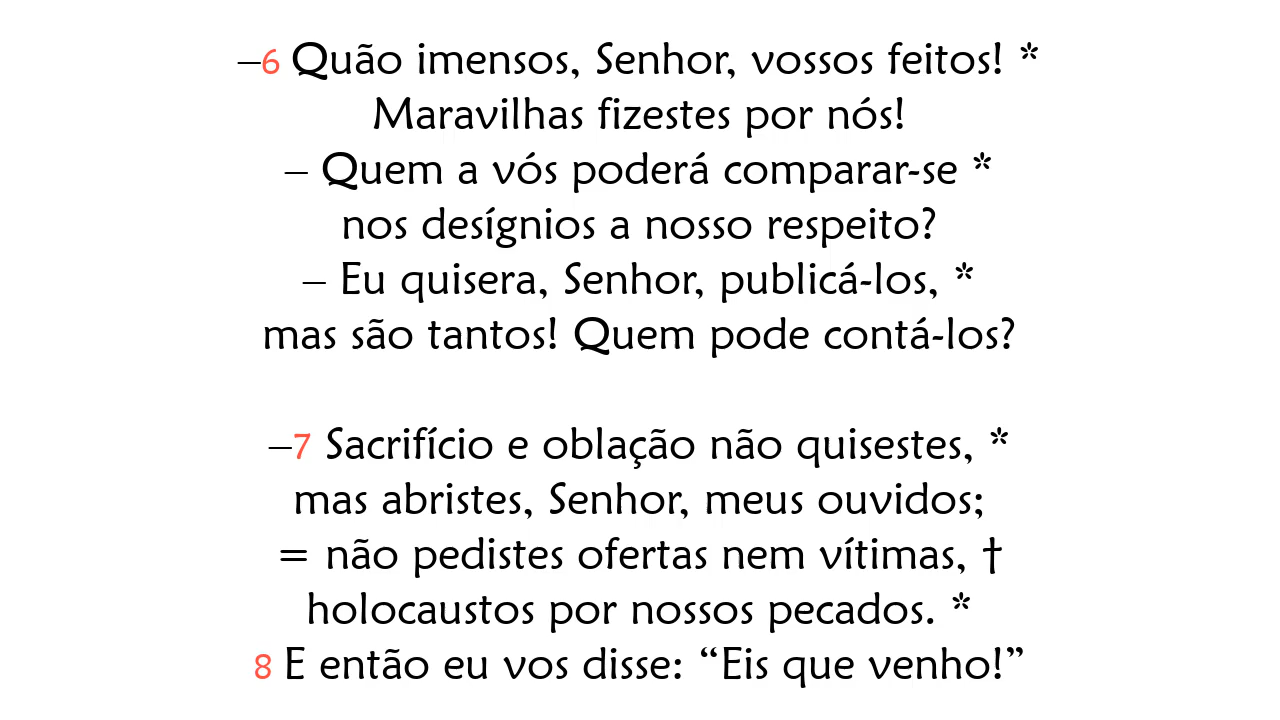 –6 Quão imensos, Senhor, vossos feitos! *
Maravilhas fizestes por nós!
– Quem a vós poderá comparar-se *
nos desígnios a nosso respeito?
– Eu quisera, Senhor, publicá-los, *
mas são tantos! Quem pode contá-los?
–7 Sacrifício e oblação não quisestes, *
mas abristes, Senhor, meus ouvidos;
= não pedistes ofertas nem vítimas, †
holocaustos por nossos pecados. *
8 E então eu vos disse: “Eis que venho!”